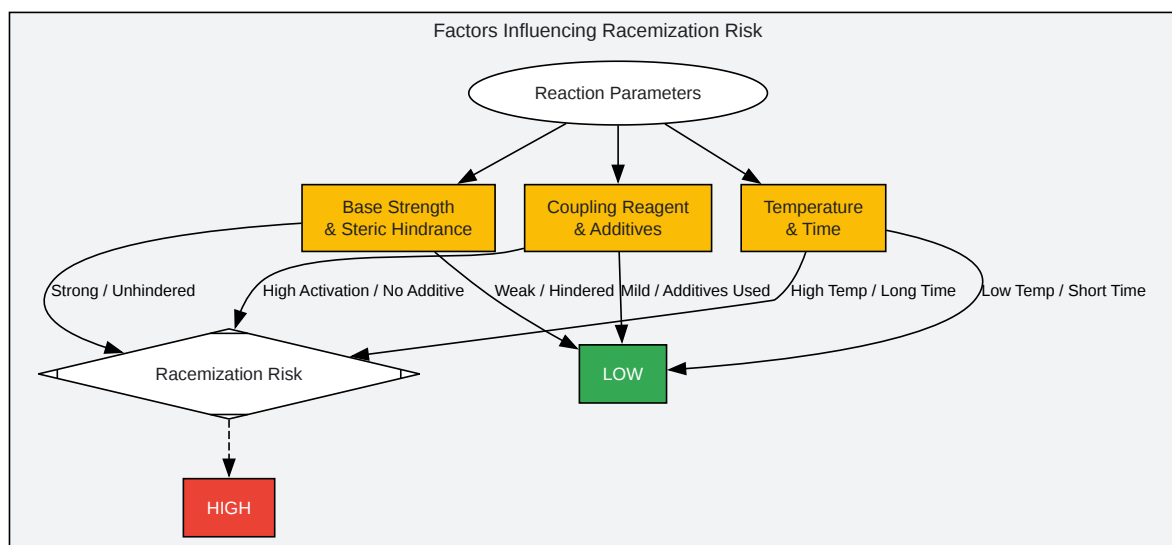 Factors Influencing Racemization Risk
Reaction Parameters
Base Strength
& Steric Hindrance
Coupling Reagent
& Additives
Temperature
& Time
Strong / Unhindered
High Activation / No Additive
Weak / Hindered
Mild / Additives Used
High Temp / Long Time
Low Temp / Short Time
Racemization Risk
LOW
HIGH